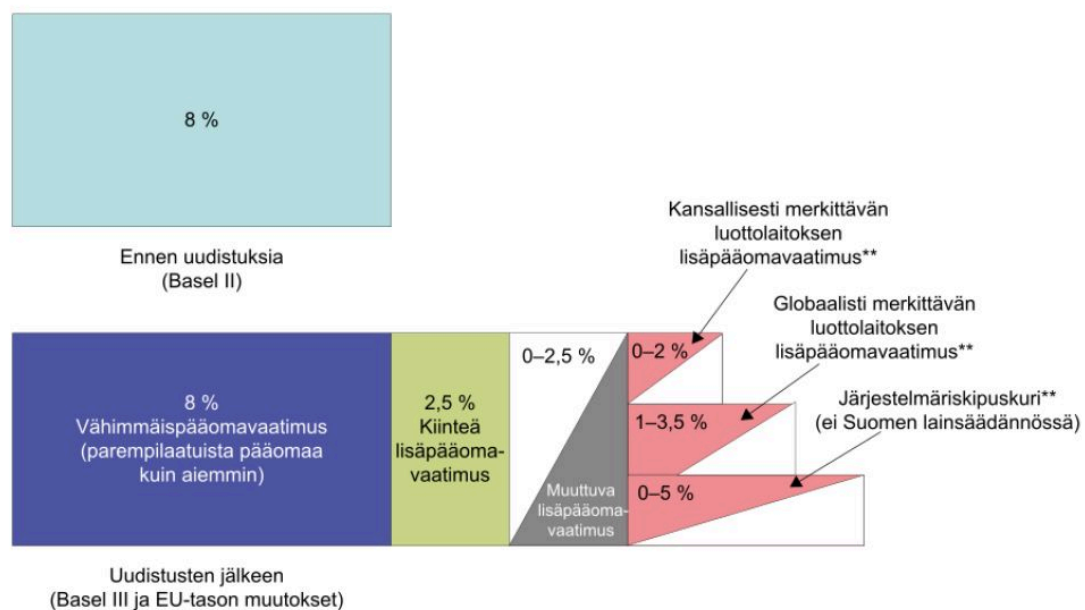 8 %
Ennen uudistuksia
(Basel II)
Kansallisesti merkittävän
luottolaitoksen
lisäpääomavaatimus**
Globaalisti merkittävän
luottolaitoksen
lisäpääomavaatimus**
Järjestelmäriskipuskuri**
(ei Suomen lainsäädännössä)
8 %
Vähimmäispääomavaatimus
(parempilaatuista pääomaa
kuin aiemmin)
2,5 %
Kiinteä
lisäpääoma-
vaatimus
0–2,5 %
Muuttuva
lisäpääoma-
vaatimus
0–2 %
1–3,5 %
0–5 %
Uudistusten jälkeen
(Basel III ja EU-tason muutokset)